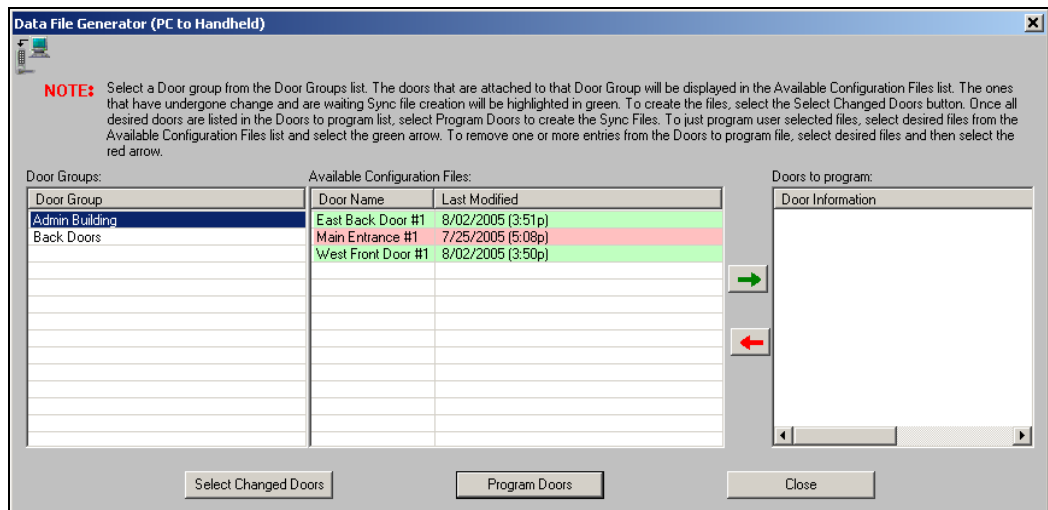 Data File Generator (PC to Handheld)
NOTE: Select a Door group from the Door Groups list. The doors that are attached to that Door Group will be displayed in the Available Configuration Files list. The ones
that have undergone change and are waiting Sync file creation will be highlighted in green. To create the files, select the Select Changed Doors button. Once all
desired doors are listed in the Doors to program list, select Program Doors to create the Sync Files. To just program user selected files, select desired files from the
Available Configuration Files list and select the green arrow. To remove one or more entries from the Doors to program file, select desired files and then select the
red arrow.
Door Groups: Available Configuration Files: Doors to program:
Door Group Door Name Last Modified Door Information
Admin Building East Back Door #1 8/02/2005 (3:51p)
Back Doors Main Entrance #1 7/25/2005 (5:08p)
West Front Door #1 8/02/2005 (3:50p)
Select Changed Doors Program Doors Close